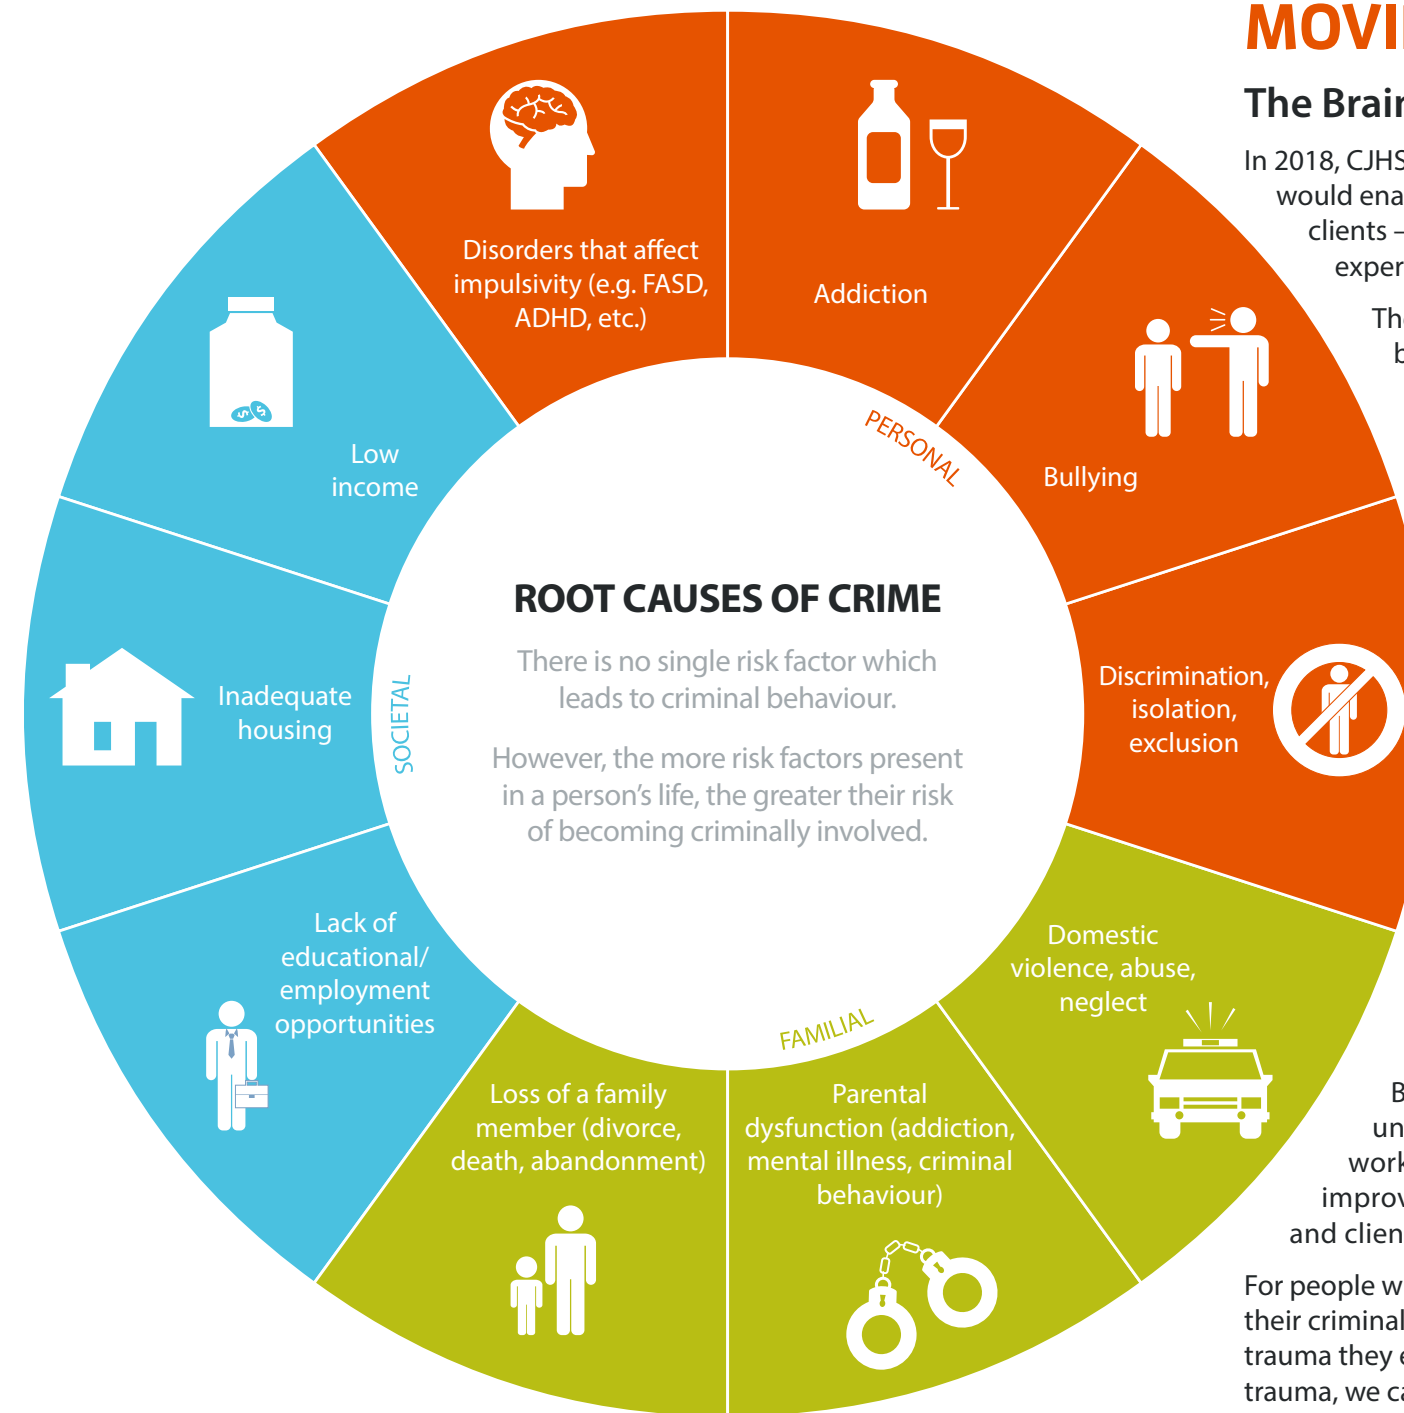 MOVI
The Brain
In 2018, CJHS
would ena
clients –
exper
Th
b
Disorders that affect
impulsivity (e.g. FASD,
ADHD, etc.)
Addiction
Bullying
Discrimination,
isolation,
exclusion
Domestic
violence, abuse,
neglect
Parental
dysfunction (addiction,
mental illness, criminal
behaviour)
Loss of a family
member (divorce,
death, abandonment)
Lack of
educational/
employment
opportunities
Inadequate
housing
Low
income
PERSONAL
FAMILIAL
SOCIETAL
ROOT CAUSES OF CRIME
There is no single risk factor which
leads to criminal behaviour.
However, the more risk factors present
in a person's life, the greater their risk
of becoming criminally involved.
B
un
work
improv
and clien
For people w
their criminal
trauma they e
trauma, we ca